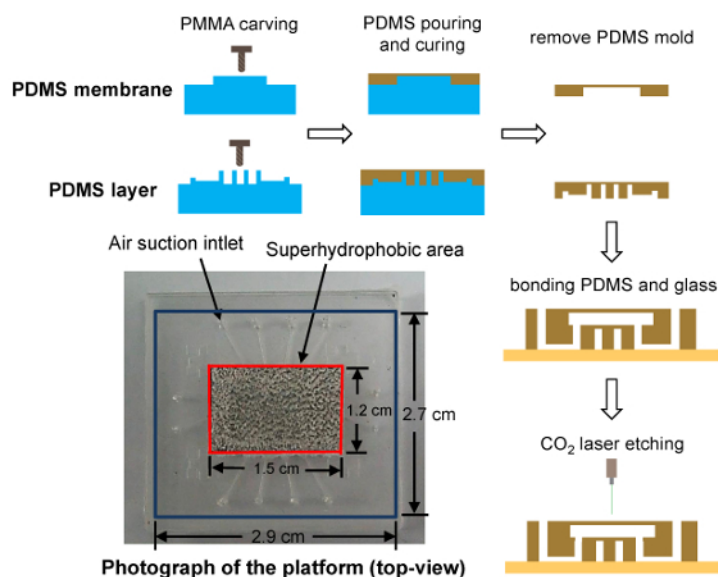 PMMA carving
PDMS pouring
and curing
remove PDMS mold
PDMS membrane
PDMS layer
Air suction intlet
Superhydrophobic area
bonding PDMS and glass
1.2 cm
2.7 cm
1.5 cm
2.9 cm
CO₂ laser etching
Photograph of the platform (top-view)